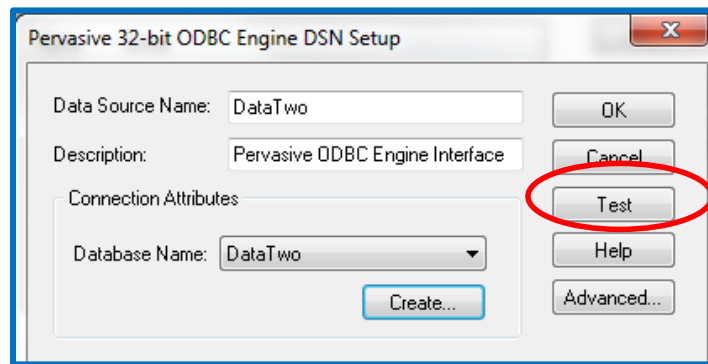 Pervasive 32-bit ODBC Engine DSN Setup
Data Source Name: DataTwo
OK
Description: Pervasive ODBC Engine Interface
Cancel
Connection Attributes
Test
Database Name: DataTwo
Help
Create...
Advanced...